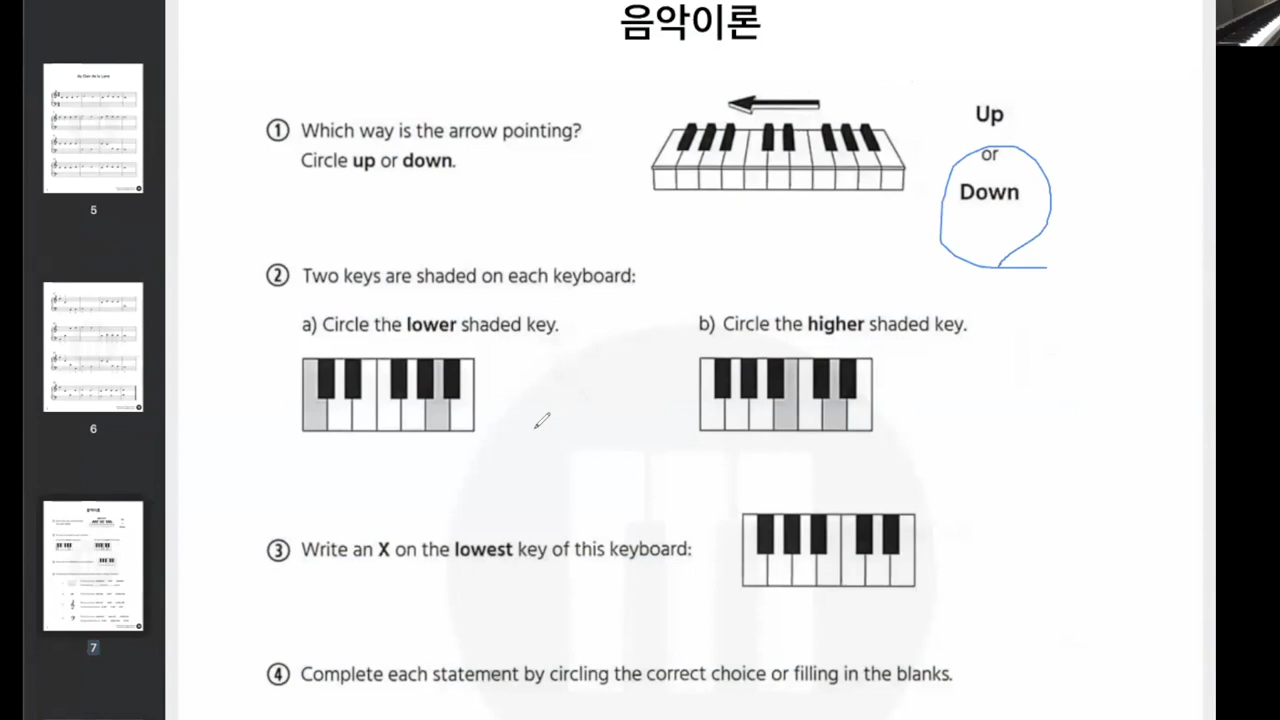 음악이론
① Which way is the arrow pointing?
Circle up or down.
Up
or
Down
② Two keys are shaded on each keyboard:
a) Circle the lower shaded key.
b) Circle the higher shaded key.
③ Write an X on the lowest key of this keyboard:
④ Complete each statement by circling the correct choice or filling in the blanks.
5
6
7